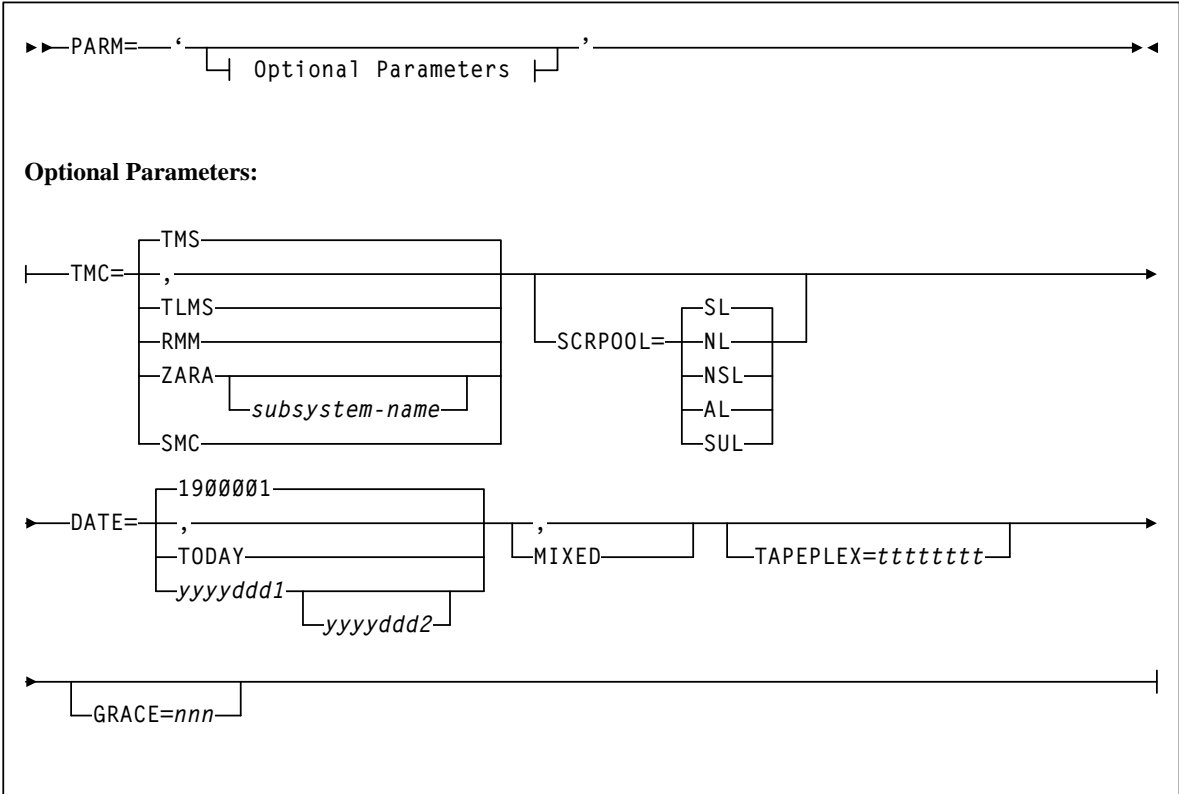 PARM= ‘ ’
Optional Parameters
Optional Parameters:
TMS
TMC= ,
TLMS
RMM
ZARA
subsystem-name
SMC
SCRPOOL=
SL
NL
NSL
AL
SUL
19ØØØØ1
DATE= ,
TODAY
yyyyddd1
yyyyddd2
,
MIXED
TAPEPLEX=tttttttt
GRACE=nnn